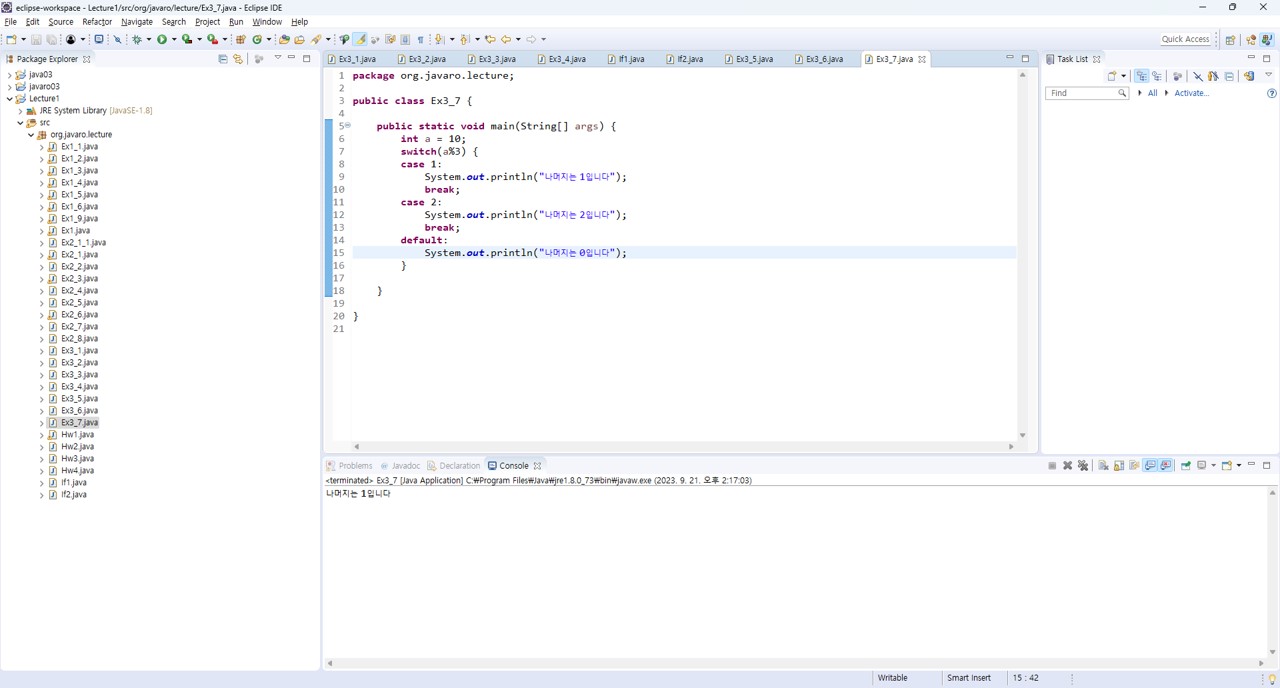 eclipse-workspace - Lecture1/src/org/javaro/lecture/Ex3_7.java - Eclipse IDE
File Edit Source Refactor Navigate Search Project Run Window Help
Quick Access
Package Explorer
java03
javaro03
Lecture1
JRE System Library [JavaSE-1.8]
src
org.javaro.lecture
Ex1_1.java
Ex1_2.java
Ex1_3.java
Ex1_4.java
Ex1_5.java
Ex1_6.java
Ex1_9.java
Ex1.java
Ex2_1_1.java
Ex2_1.java
Ex2_2.java
Ex2_3.java
Ex2_4.java
Ex2_5.java
Ex2_6.java
Ex2_7.java
Ex2_8.java
Ex3_1.java
Ex3_2.java
Ex3_3.java
Ex3_4.java
Ex3_5.java
Ex3_6.java
Ex3_7.java
Hw1.java
Hw2.java
Hw3.java
Hw4.java
If1.java
If2.java
Ex3_1.java Ex3_2.java Ex3_3.java Ex3_4.java If1.java If2.java Ex3_5.java Ex3_6.java Ex3_7.java
1 package org.javaro.lecture;
2
3 public class Ex3_7 {
4
5 public static void main(String[] args) {
6 int a = 10;
7 switch(a%3) {
8 case 1:
9 System.out.println("나머지는 1입니다");
10 break;
11 case 2:
12 System.out.println("나머지는 2입니다");
13 break;
14 default:
15 System.out.println("나머지는 0입니다");
16 }
17
18 }
19
20 }
21
Task List
Find All Activate...
Problems Javadoc Declaration Console
<terminated> Ex3_7 [Java Application] C:₩Program Files₩Java₩jre1.8.0_73₩bin₩javaw.exe (2023. 9. 21. 오후 2:17:03)
나머지는 1입니다
Writable Smart Insert 15 : 42